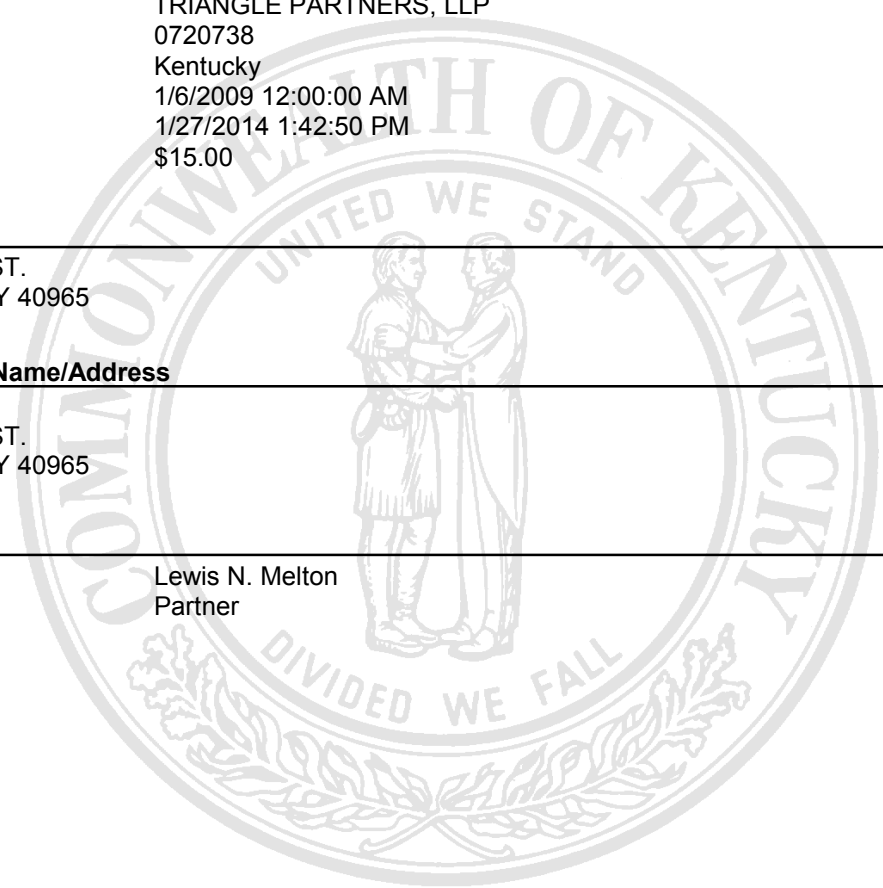 TRIANGLE PARTNERS, LLP
0720738
Kentucky
1/6/2009 12:00:00 AM
1/27/2014 1:42:50 PM
$15.00
COMMONWEALTH OF KENTUCKY
UNITED WE STAND
ST.
Y 40965
Name/Address
ST.
Y 40965
Lewis N. Melton
Partner
DIVIDED WE FALL